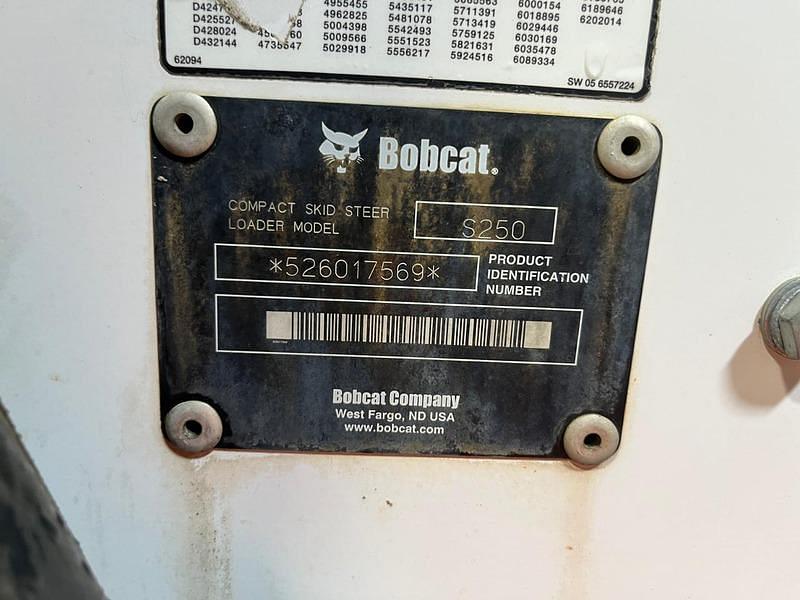 4955455
D42552
4962825
5481078
5711391
6000154
6189646
5004398
5542493
5713419
6018895
6202014
D428024
5009566
5551523
5759125
6029446
D432144
5029918
5556217
5821631
6030169
5924516
6035478
6089334
62094
SW 05 6557224
Bobcat®
COMPACT SKID STEER
LOADER MODEL
S250
*526017569*
PRODUCT
IDENTIFICATION
NUMBER
Bobcat Company
West Fargo, ND USA
www.bobcat.com